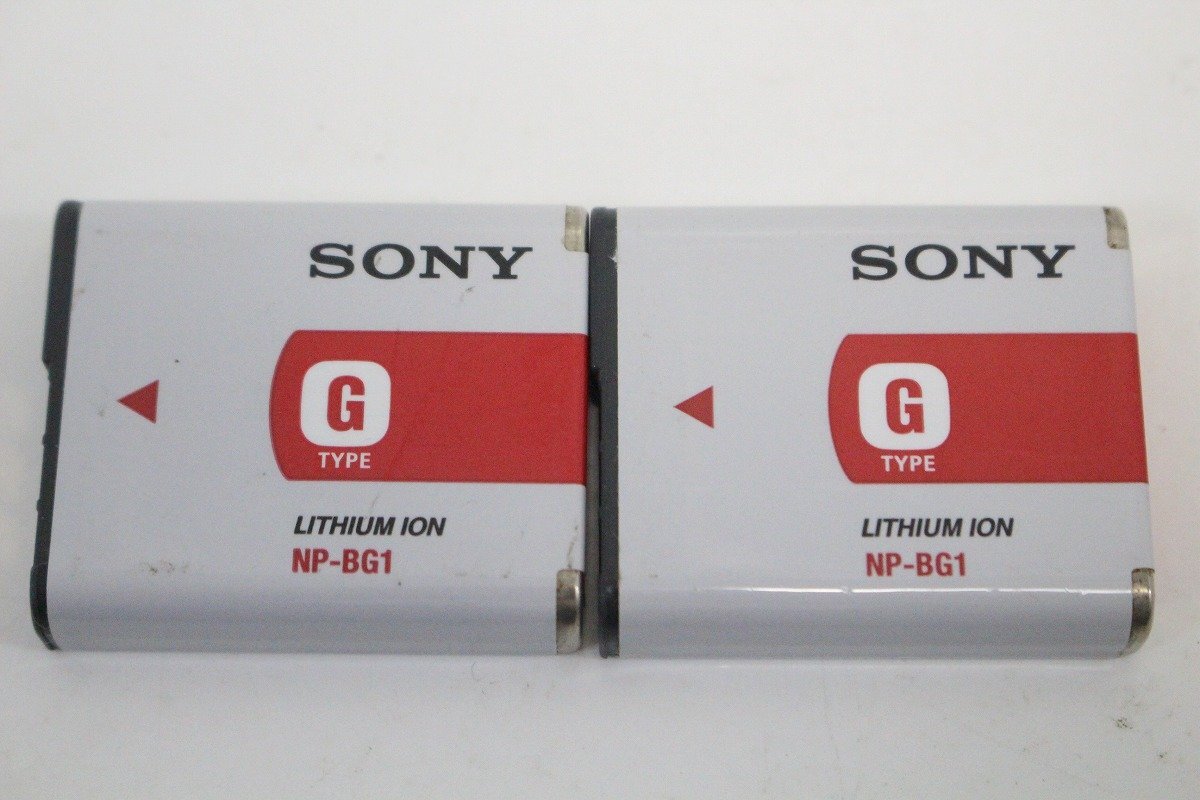 SONY
G
TYPE
LITHIUM ION
NP-BG1
SONY
G
TYPE
LITHIUM ION
NP-BG1